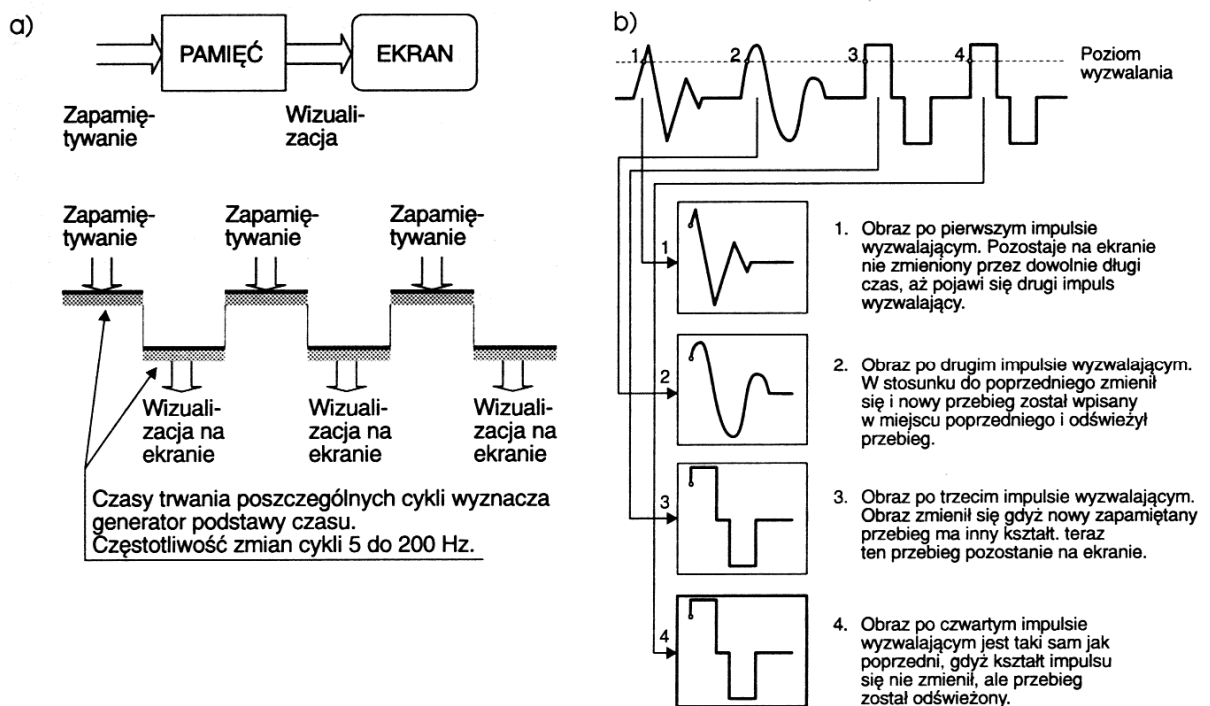 a)
PAMIĘĆ
EKRAN
Zapamię-
tywanie
Wizuali-
zacja
Zapamię-
tywanie
Zapamię-
tywanie
Zapamię-
tywanie
Wizuali-
zacja na
ekranie
Wizuali-
zacja na
ekranie
Wizuali-
zacja na
ekranie
Czasy trwania poszczególnych cykli wyznacza
generator podstawy czasu.
Częstotliwość zmian cykli 5 do 200 Hz.
b)
1
2
3
4
Poziom
wyzwalania
1
1. Obraz po pierwszym impulsie
wyzwalającym. Pozostaje na ekranie
nie zmieniony przez dowolnie długi
czas, aż pojawi się drugi impuls
wyzwalający.
2
2. Obraz po drugim impulsie wyzwalającym.
W stosunku do poprzedniego zmienił
się i nowy przebieg został wpisany
w miejscu poprzedniego i odświeżył
przebieg.
3
3. Obraz po trzecim impulsie wyzwalającym.
Obraz zmienił się gdyż nowy zapamiętany
przebieg ma inny kształt. teraz
ten przebieg pozostanie na ekranie.
4
4. Obraz po czwartym impulsie
wyzwalającym jest taki sam jak
poprzedni, gdyż kształt impulsu
się nie zmienił, ale przebieg
został odświeżony.